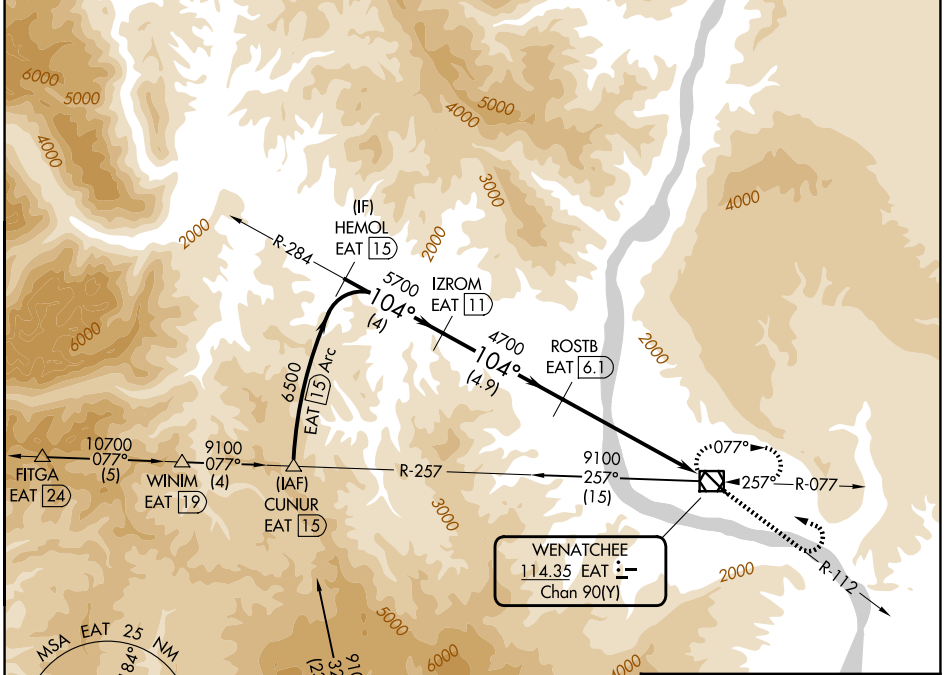 6000
5000
4000
5000
4000
3000
4000
2000
2000
6000
2000
(IF)
HEMOL
EAT 15
R-284
5700
104°
(4)
IZROM
EAT 11
4700
104°
(4.9)
ROSTB
EAT 6.1
6500
EAT 15 Arc
10700
077°
(5)
FITGA
EAT 24
9100
077°
(4)
WINIM
EAT 19
(IAF)
CUNUR
EAT 15
R-257
9100
257°
(15)
077°
257°
R-077
R-112
3000
WENATCHEE
114.35 EAT
Chan 90(Y)
2000
5000
6000
4000
MSA EAT 25 NM